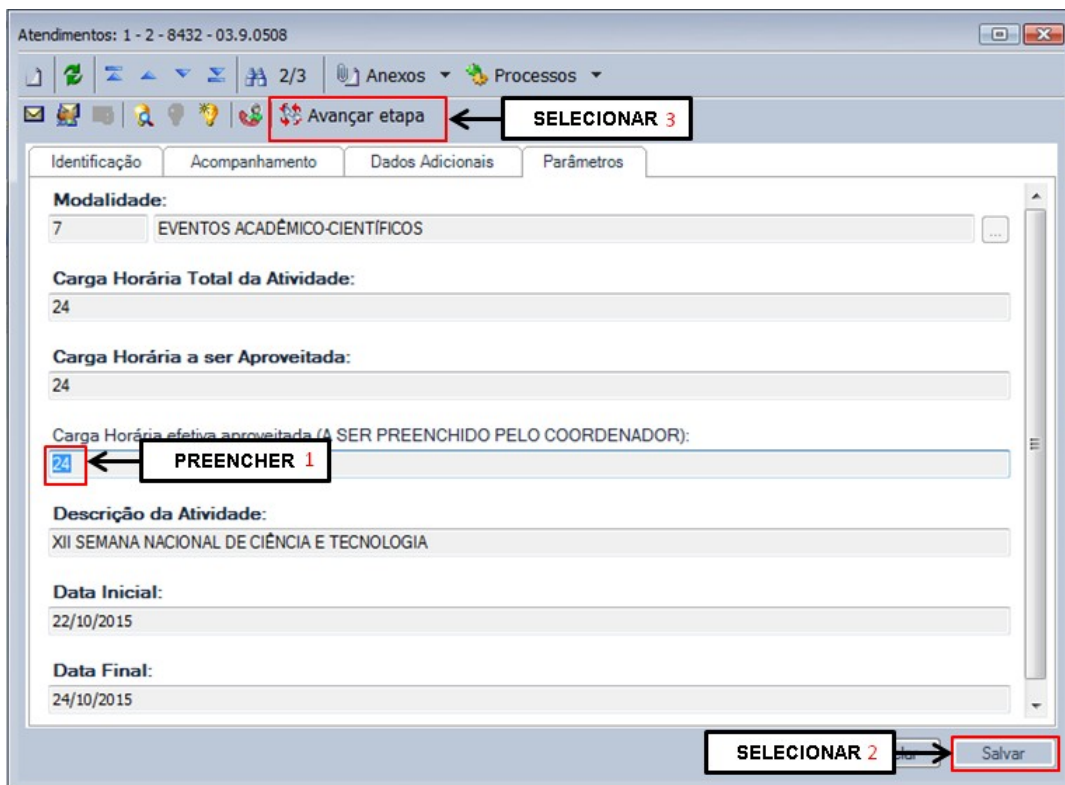 Atendimentos: 1 - 2 - 8432 - 03.9.0508
2/3 Anexos Processos
Avançar etapa SELECIONAR 3
Identificação Acompanhamento Dados Adicionais Parâmetros
Modalidade:
7 EVENTOS ACADÊMICO-CIENTÍFICOS ...
Carga Horária Total da Atividade:
24
Carga Horária a ser Aproveitada:
24
Carga Horária efetiva aproveitada (A SER PREENCHIDO PELO COORDENADOR):
24 PREENCHER 1
Descrição da Atividade:
XII SEMANA NACIONAL DE CIÊNCIA E TECNOLOGIA
Data Inicial:
22/10/2015
Data Final:
24/10/2015
SELECIONAR 2 Salvar